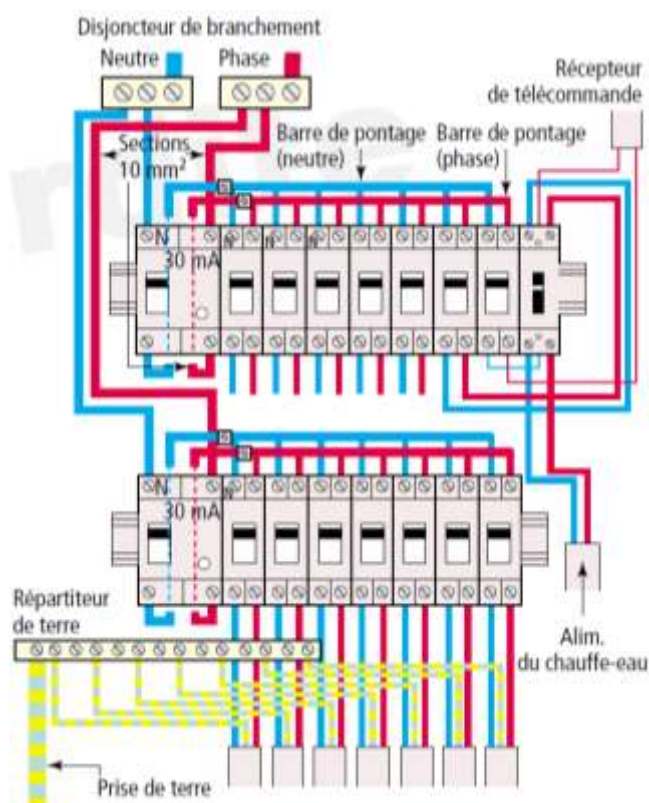 Disjoncteur de branchement
Neutre
Phase
Récepteur
de télécommande
Sections
10 mm²
Barre de pontage
(neutre)
Barre de pontage
(phase)
N
N
N
N
30 mA
N
N
30 mA
Répartiteur
de terre
Alim.
du chauffe-eau
Prise de terre